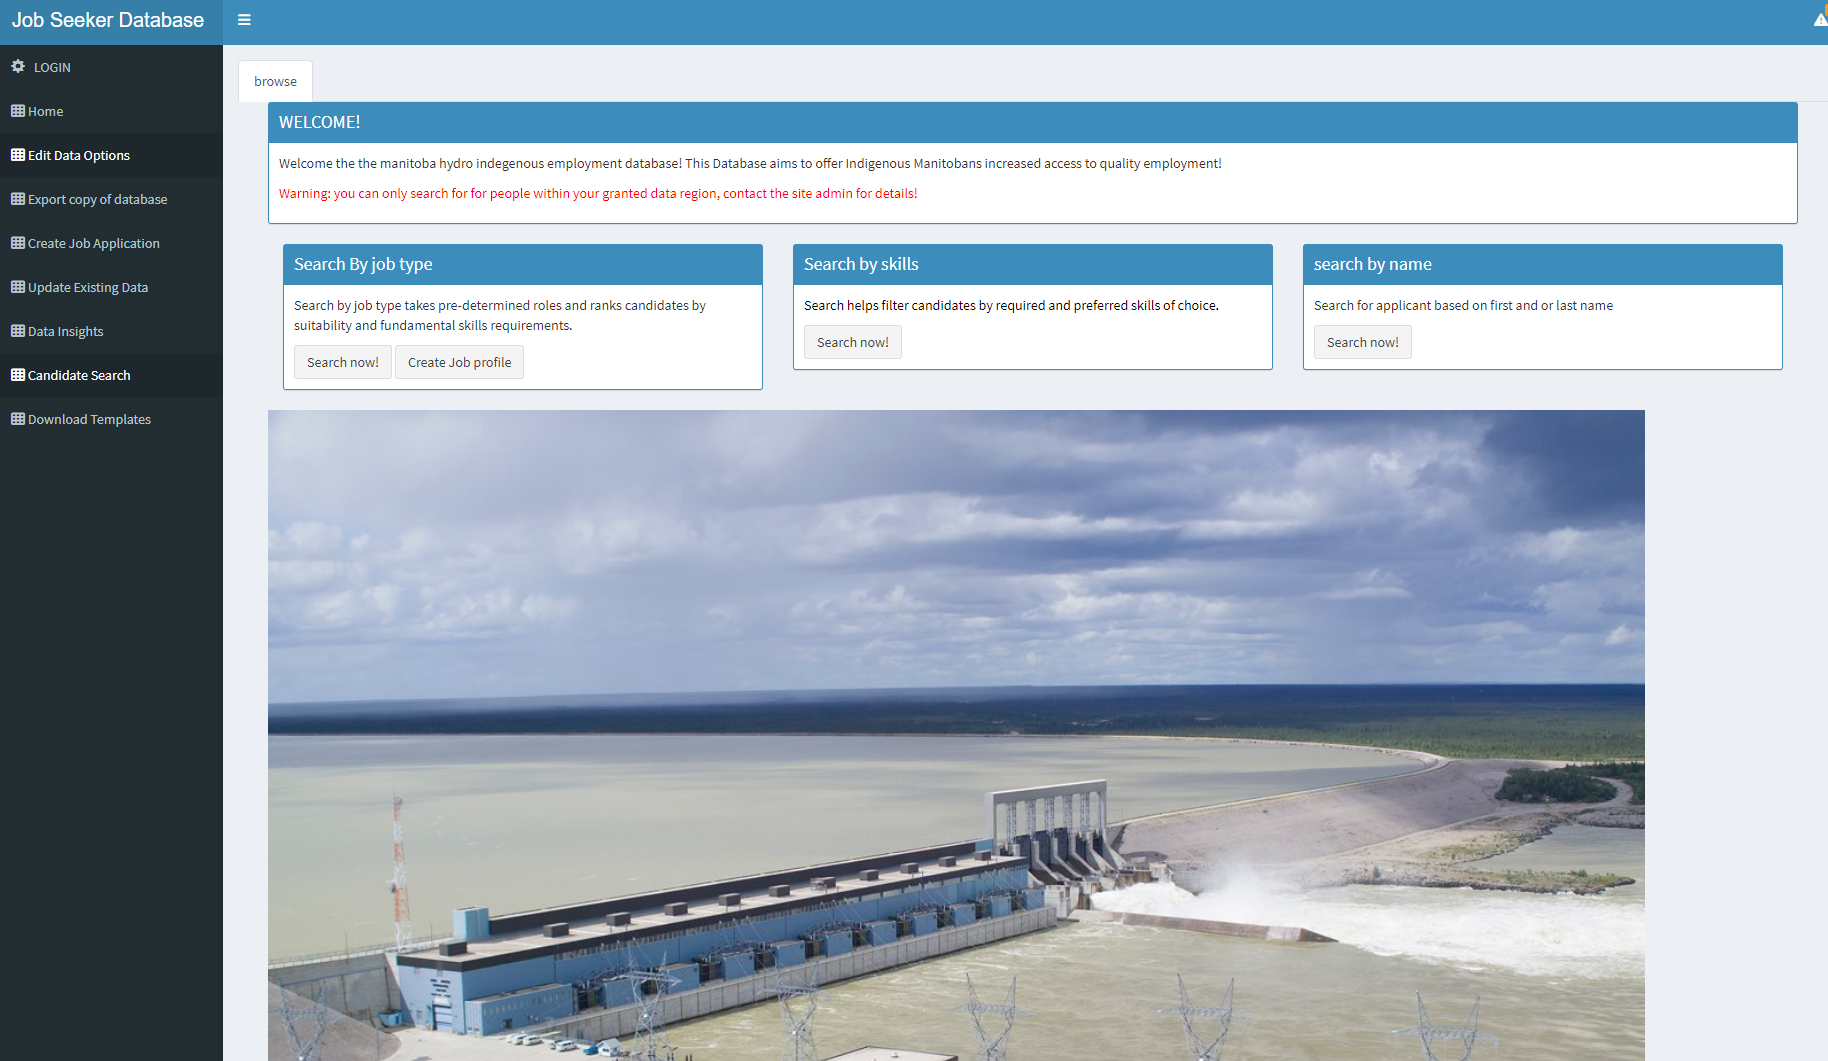 Job Seeker Database
LOGIN
Home
Edit Data Options
Export copy of database
Create Job Application
Update Existing Data
Data Insights
Candidate Search
Download Templates
browse
WELCOME!
Welcome the the manitoba hydro indegenous employment database! This Database aims to offer Indigenous Manitobans increased access to quality employment!
Warning: you can only search for for people within your granted data region, contact the site admin for details!
Search By job type
Search by job type takes pre-determined roles and ranks candidates by
suitability and fundamental skills requirements.
Search now! Create Job profile
Search by skills
Search helps filter candidates by required and preferred skills of choice.
Search now!
search by name
Search for applicant based on first and or last name
Search now!